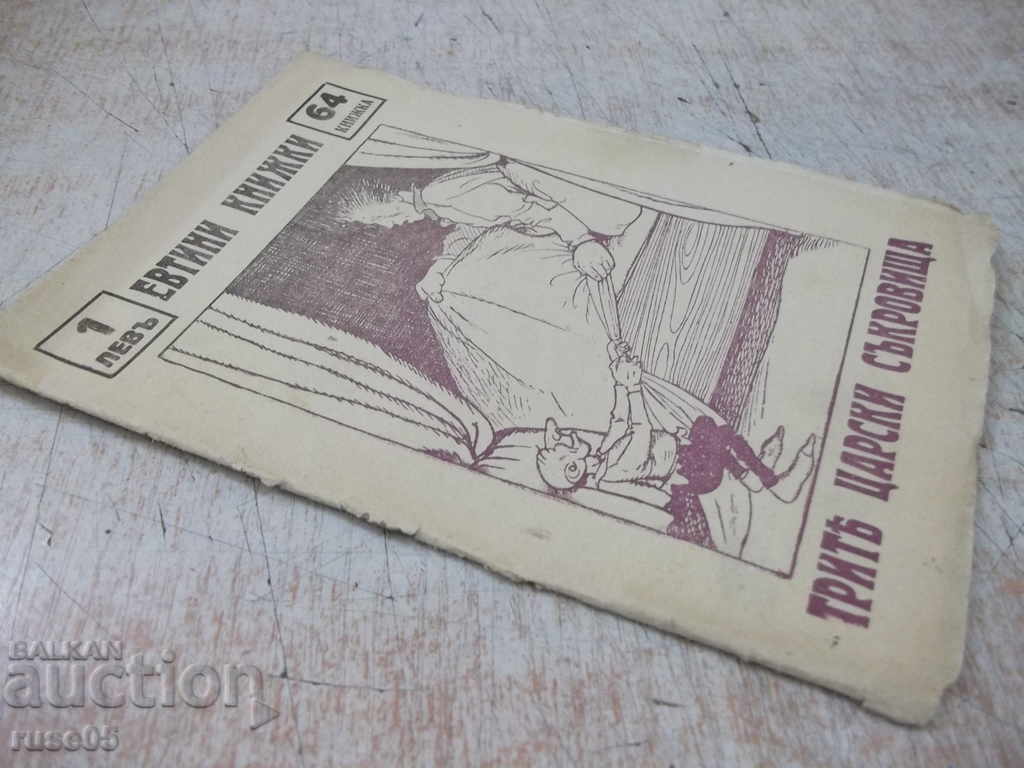 1
ЛЕВЪ
ЕВТИНИ КНИЖКИ
64
КНИЖКА
ТРИТѢ ЦАРСКИ СЪКРОВИЩА
BALKAN
auction
ruse05